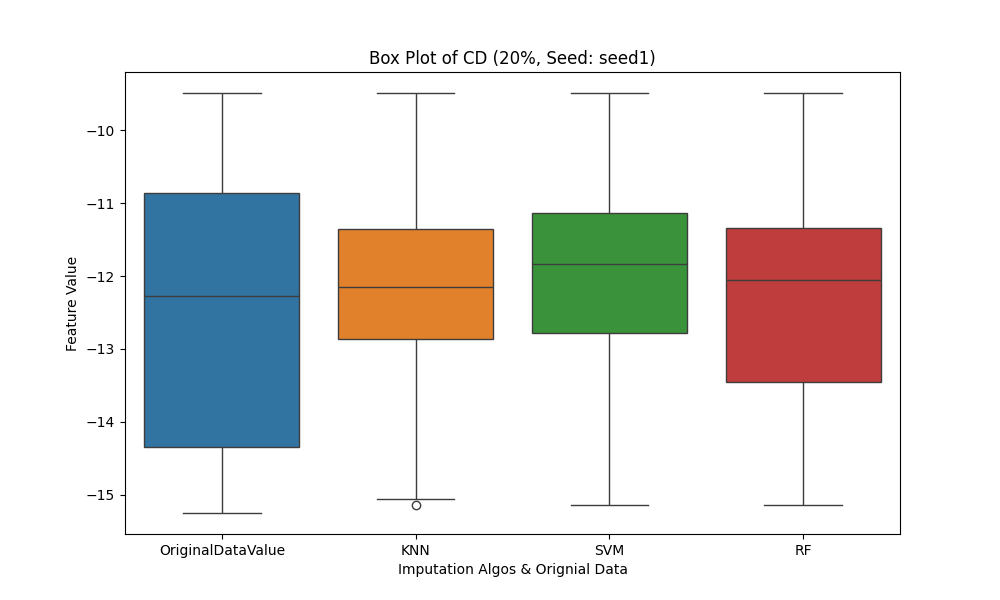 Box Plot of CD (20%, Seed: seed1)
−10
−11
−12
−13
−14
−15
Feature Value
OriginalDataValue KNN SVM RF
Imputation Algos & Orignial Data